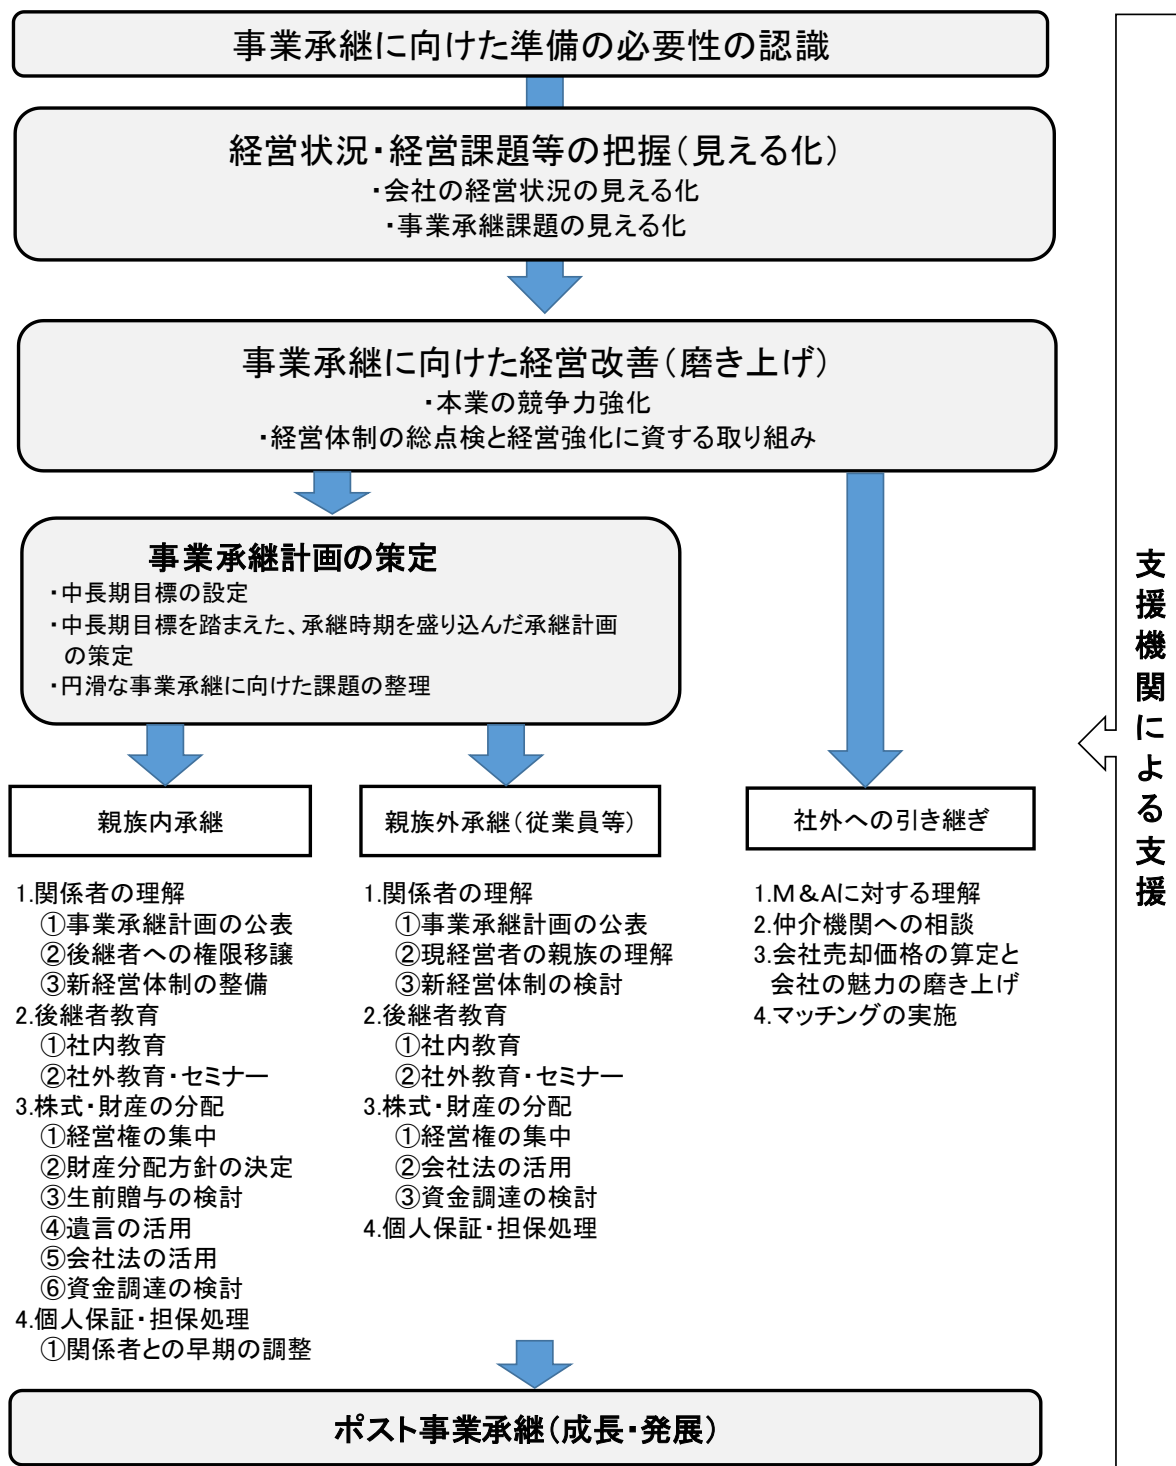 事業承継に向けた準備の必要性の認識
経営状況・経営課題等の把握（見える化）
・会社の経営状況の見える化
・事業承継課題の見える化
事業承継に向けた経営改善（磨き上げ）
・本業の競争力強化
・経営体制の総点検と経営強化に資する取り組み
事業承継計画の策定
・中長期目標の設定
・中長期目標を踏まえた、承継時期を盛り込んだ承継計画
の策定
・円滑な事業承継に向けた課題の整理
親族内承継
1.関係者の理解
①事業承継計画の公表
②後継者への権限移譲
③新経営体制の整備
2.後継者教育
①社内教育
②社外教育・セミナー
3.株式・財産の分配
①経営権の集中
②財産分配方針の決定
③生前贈与の検討
④遺言の活用
⑤会社法の活用
⑥資金調達の検討
4.個人保証・担保処理
①関係者との早期の調整
親族外承継（従業員等）
1.関係者の理解
①事業承継計画の公表
②現経営者の親族の理解
③新経営体制の検討
2.後継者教育
①社内教育
②社外教育・セミナー
3.株式・財産の分配
①経営権の集中
②会社法の活用
③資金調達の検討
4.個人保証・担保処理
社外への引き継ぎ
1.M＆Aに対する理解
2.仲介機関への相談
3.会社売却価格の算定と
会社の魅力の磨き上げ
4.マッチングの実施
ポスト事業承継（成長・発展）
支援機関による支援